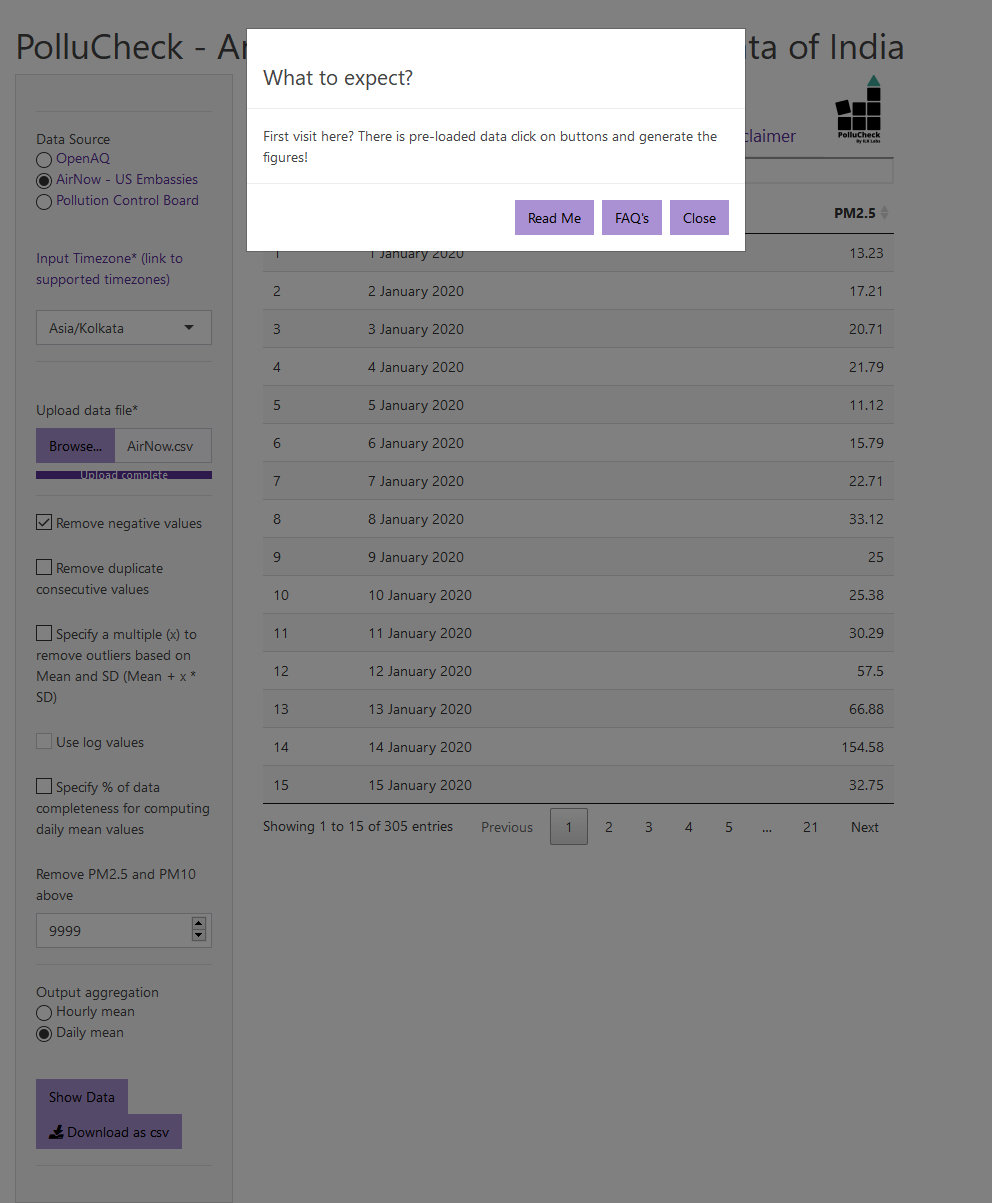 PolluCheck - A
ta of India
What to expect?
First visit here? There is pre-loaded data click on buttons and generate the
figures!
Read Me
FAQ's
Close
Data Source
OpenAQ
AirNow - US Embassies
Pollution Control Board
Input Timezone* (link to
supported timezones)
Asia/Kolkata
Upload data file*
Browse...
AirNow.csv
Upload complete
Remove negative values
Remove duplicate
consecutive values
Specify a multiple (x) to
remove outliers based on
Mean and SD (Mean + x *
SD)
Use log values
Specify % of data
completeness for computing
daily mean values
Remove PM2.5 and PM10
above
9999
Output aggregation
Hourly mean
Daily mean
Show Data
Download as csv
claimer
PolluCheck
By ILK Labs
PM2.5
1 1 January 2020 13.23
2 2 January 2020 17.21
3 3 January 2020 20.71
4 4 January 2020 21.79
5 5 January 2020 11.12
6 6 January 2020 15.79
7 7 January 2020 22.71
8 8 January 2020 33.12
9 9 January 2020 25
10 10 January 2020 25.38
11 11 January 2020 30.29
12 12 January 2020 57.5
13 13 January 2020 66.88
14 14 January 2020 154.58
15 15 January 2020 32.75
Showing 1 to 15 of 305 entries Previous 1 2 3 4 5 ... 21 Next